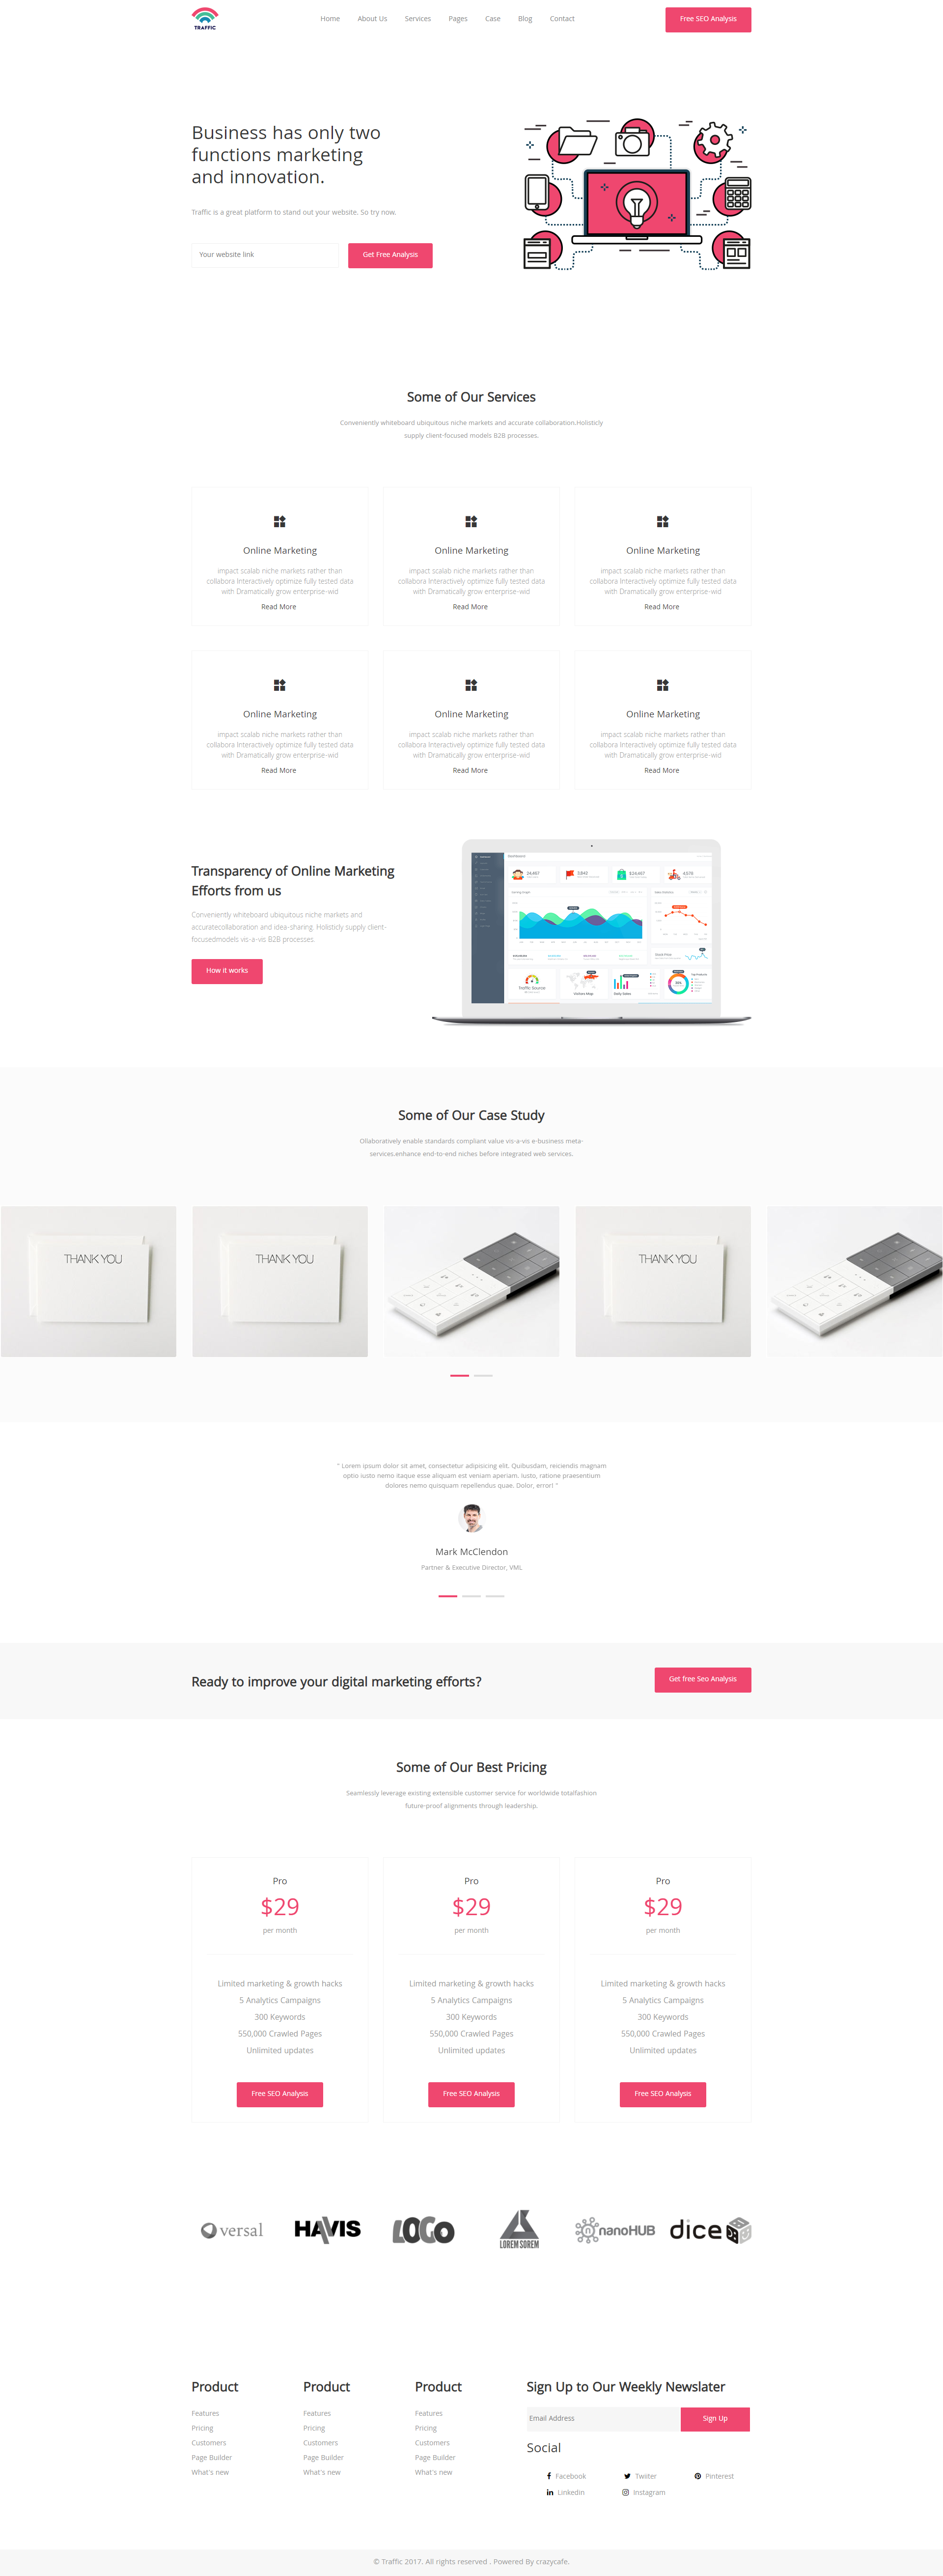 TRAFFIC
Home About Us Services Pages Case Blog Contact
Free SEO Analysis
Business has only two
functions marketing
and innovation.
Traffic is a great platform to stand out your website. So try now.
Your website link
Get Free Analysis
Some of Our Services
Conveniently whiteboard ubiquitous niche markets and accurate collaboration.Holisticly
supply client-focused models B2B processes.
Online Marketing
impact scalab niche markets rather than
collabora Interactively optimize fully tested data
with Dramatically grow enterprise-wid
Read More
Online Marketing
impact scalab niche markets rather than
collabora Interactively optimize fully tested data
with Dramatically grow enterprise-wid
Read More
Online Marketing
impact scalab niche markets rather than
collabora Interactively optimize fully tested data
with Dramatically grow enterprise-wid
Read More
Online Marketing
impact scalab niche markets rather than
collabora Interactively optimize fully tested data
with Dramatically grow enterprise-wid
Read More
Online Marketing
impact scalab niche markets rather than
collabora Interactively optimize fully tested data
with Dramatically grow enterprise-wid
Read More
Online Marketing
impact scalab niche markets rather than
collabora Interactively optimize fully tested data
with Dramatically grow enterprise-wid
Read More
Transparency of Online Marketing
Efforts from us
Conveniently whiteboard ubiquitous niche markets and
accuratecollaboration and idea-sharing. Holisticly supply client-
focusedmodels vis-a-vis B2B processes.
How it works
Dashboard
24,467
3,842
$24,467
4,578
Traffic Source
Visitors Map
Daily Sales
Top Products
Some of Our Case Study
Ollaboratively enable standards compliant value vis-a-vis e-business meta-
services.enhance end-to-end niches before integrated web services.
THANK YOU
THANK YOU
THANK YOU
" Lorem ipsum dolor sit amet, consectetur adipisicing elit. Quibusdam, reiciendis magnam
optio iusto nemo itaque esse aliquam est veniam aperiam. Iusto, ratione praesentium
dolores nemo quisquam repellendus quae. Dolor, error! "
Mark McClendon
Partner & Executive Director, VML
Ready to improve your digital marketing efforts?
Get free Seo Analysis
Some of Our Best Pricing
Seamlessly leverage existing extensible customer service for worldwide totalfashion
future-proof alignments through leadership.
Pro
$29
per month
Limited marketing & growth hacks
5 Analytics Campaigns
300 Keywords
550,000 Crawled Pages
Unlimited updates
Free SEO Analysis
Pro
$29
per month
Limited marketing & growth hacks
5 Analytics Campaigns
300 Keywords
550,000 Crawled Pages
Unlimited updates
Free SEO Analysis
Pro
$29
per month
Limited marketing & growth hacks
5 Analytics Campaigns
300 Keywords
550,000 Crawled Pages
Unlimited updates
Free SEO Analysis
versal
HAVIS
LOGO
LOREM SOREM
nanoHUB
dice
Product
Features
Pricing
Customers
Page Builder
What's new
Product
Features
Pricing
Customers
Page Builder
What's new
Product
Features
Pricing
Customers
Page Builder
What's new
Sign Up to Our Weekly Newslater
Email Address
Sign Up
Social
Facebook Twiiter Pinterest
Linkedin Instagram
© Traffic 2017. All rights reserved . Powered By crazycafe.